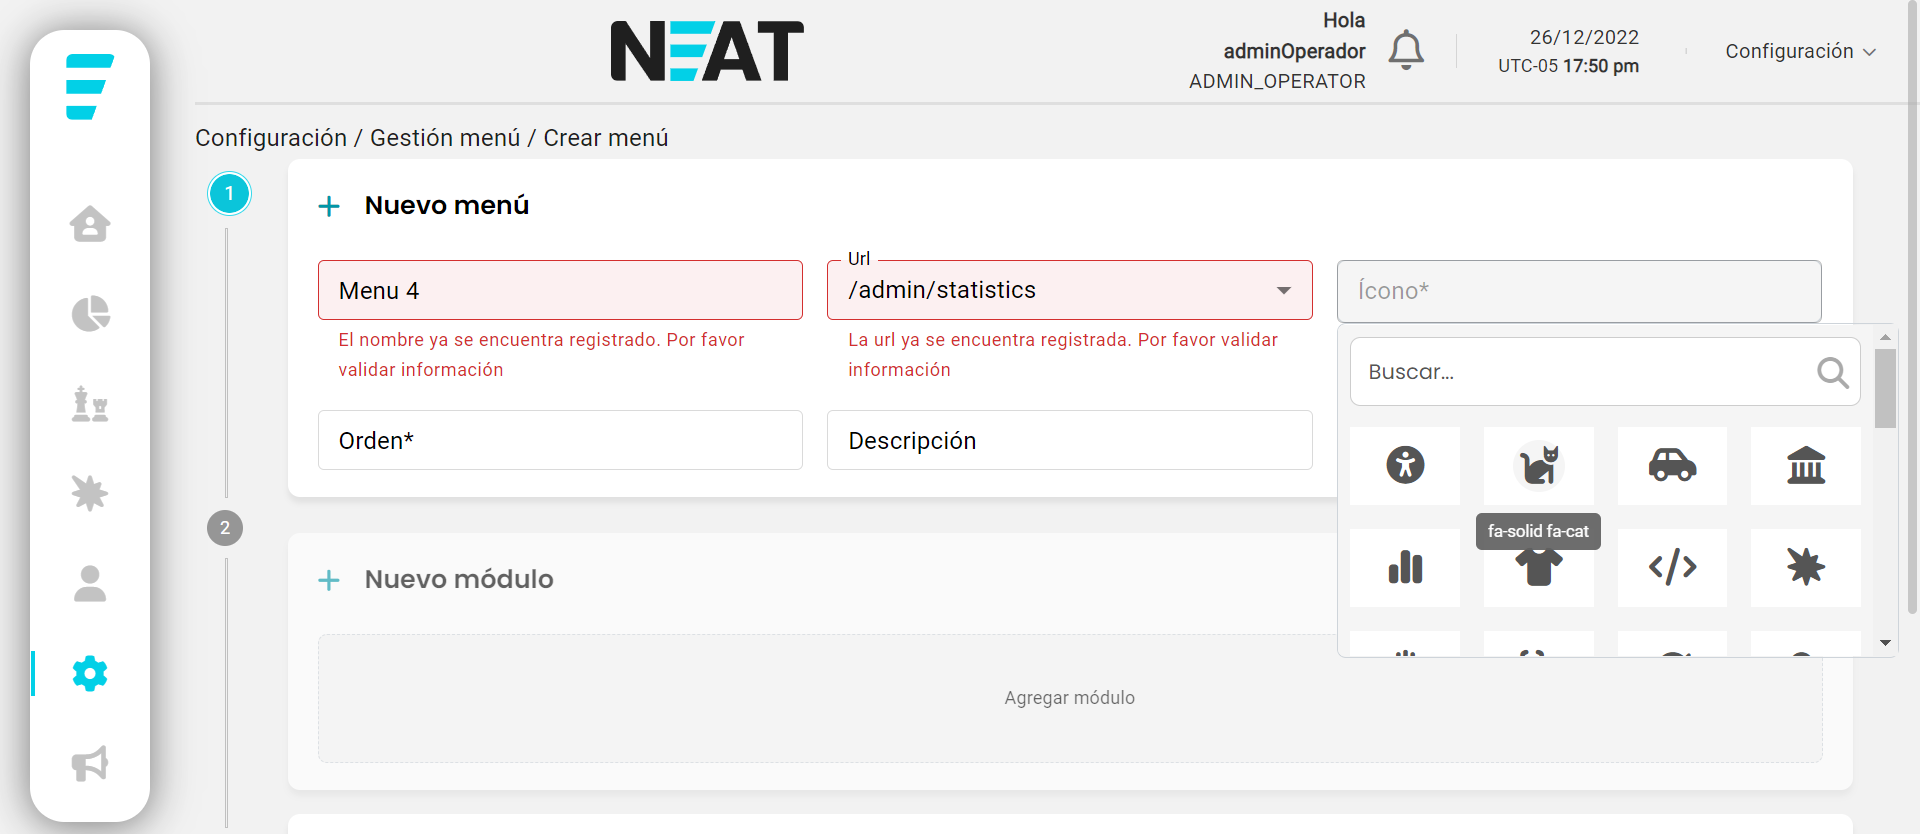 NEAT
Hola
adminOperador
ADMIN_OPERATOR
26/12/2022
UTC-05 17:50 pm
Configuración
Configuración / Gestión menú / Crear menú
1
Nuevo menú
Url
Menu 4
/admin/statistics
Ícono*
El nombre ya se encuentra registrado. Por favor
validar información
La url ya se encuentra registrada. Por favor validar
información
Buscar...
Orden*
Descripción
fa-solid fa-cat
2
Nuevo módulo
Agregar módulo